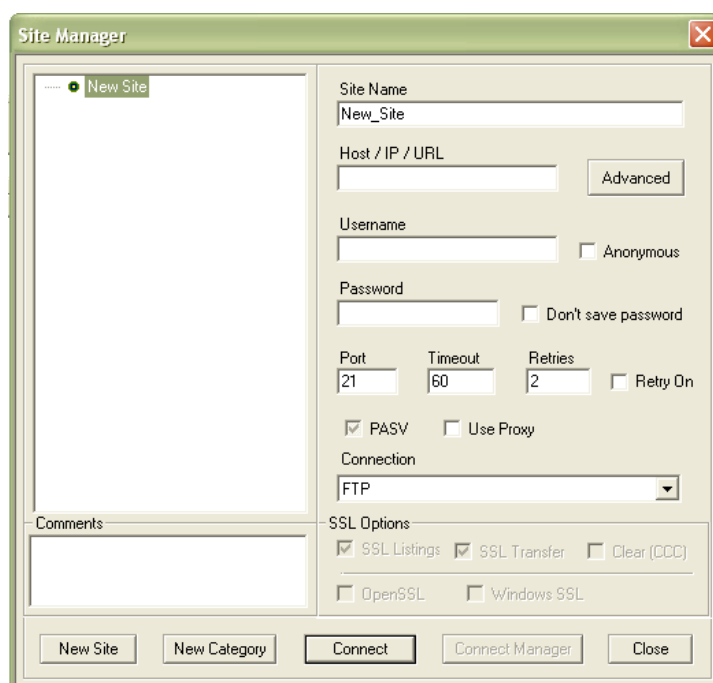 Site Manager
New Site
Site Name
New_Site
Host / IP / URL
Advanced
Username
Anonymous
Password
Don't save password
Port Timeout Retries
21 60 2 Retry On
PASV Use Proxy
Connection
FTP
Comments
SSL Options
SSL Listings SSL Transfer Clear (CCC)
OpenSSL Windows SSL
New Site New Category Connect Connect Manager Close